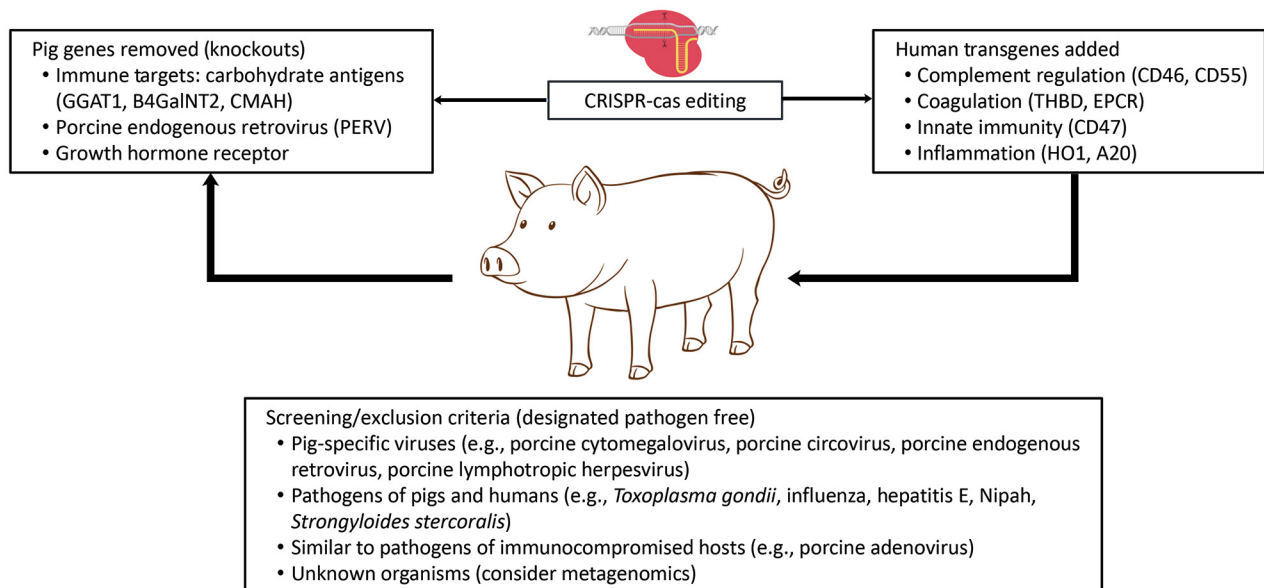 Pig genes removed (knockouts)
• Immune targets: carbohydrate antigens
(GGAT1, B4GalNT2, CMAH)
• Porcine endogenous retrovirus (PERV)
• Growth hormone receptor
CRISPR-cas editing
Human transgenes added
• Complement regulation (CD46, CD55)
• Coagulation (THBD, EPCR)
• Innate immunity (CD47)
• Inflammation (HO1, A20)
Screening/exclusion criteria (designated pathogen free)
• Pig-specific viruses (e.g., porcine cytomegalovirus, porcine circovirus, porcine endogenous
retrovirus, porcine lymphotropic herpesvirus)
• Pathogens of pigs and humans (e.g., Toxoplasma gondii, influenza, hepatitis E, Nipah,
Strongyloides stercoralis)
• Similar to pathogens of immunocompromised hosts (e.g., porcine adenovirus)
• Unknown organisms (consider metagenomics)